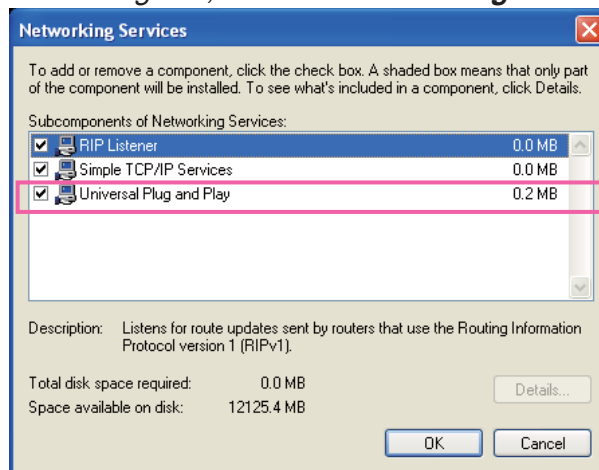 Networking Services
To add or remove a component, click the check box. A shaded box means that only part
of the component will be installed. To see what's included in a component, click Details.
Subcomponents of Networking Services:
RIP Listener 0.0 MB
Simple TCP/IP Services 0.0 MB
Universal Plug and Play 0.2 MB
Description: Listens for route updates sent by routers that use the Routing Information
Protocol version 1 (RIPv1).
Total disk space required: 0.0 MB
Details...
Space available on disk: 12125.4 MB
OK Cancel